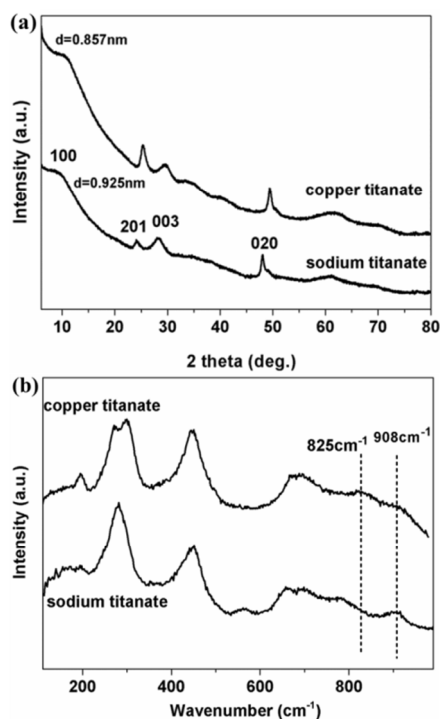 (a)
d=0.857nm
100
d=0.925nm
201
003
020
copper titanate
sodium titanate
Intensity (a.u.)
10 20 30 40 50 60 70 80
2 theta (deg.)
(b)
copper titanate
825cm-1
908cm-1
sodium titanate
Intensity (a.u.)
200 400 600 800
Wavenumber (cm-1)